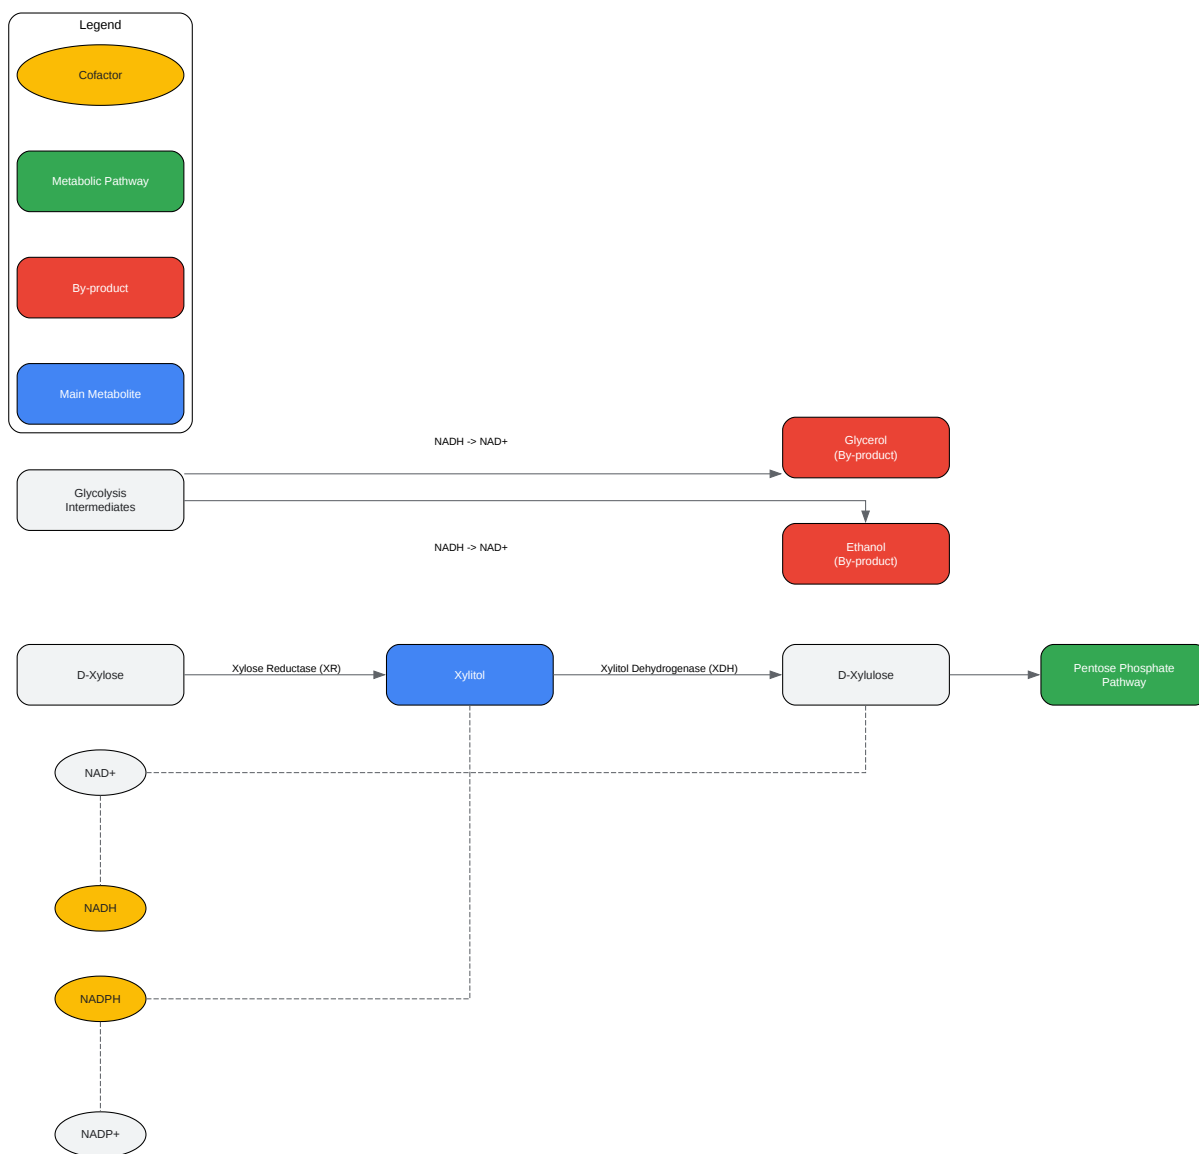 Legend
Cofactor
Metabolic Pathway
By-product
Main Metabolite
NADH -> NAD+
Glycerol
(By-product)
Glycolysis
Intermediates
NADH -> NAD+
Ethanol
(By-product)
D-Xylose
Xylose Reductase (XR)
Xylitol
Xylitol Dehydrogenase (XDH)
D-Xylulose
Pentose Phosphate
Pathway
NAD+
NADH
NADPH
NADP+